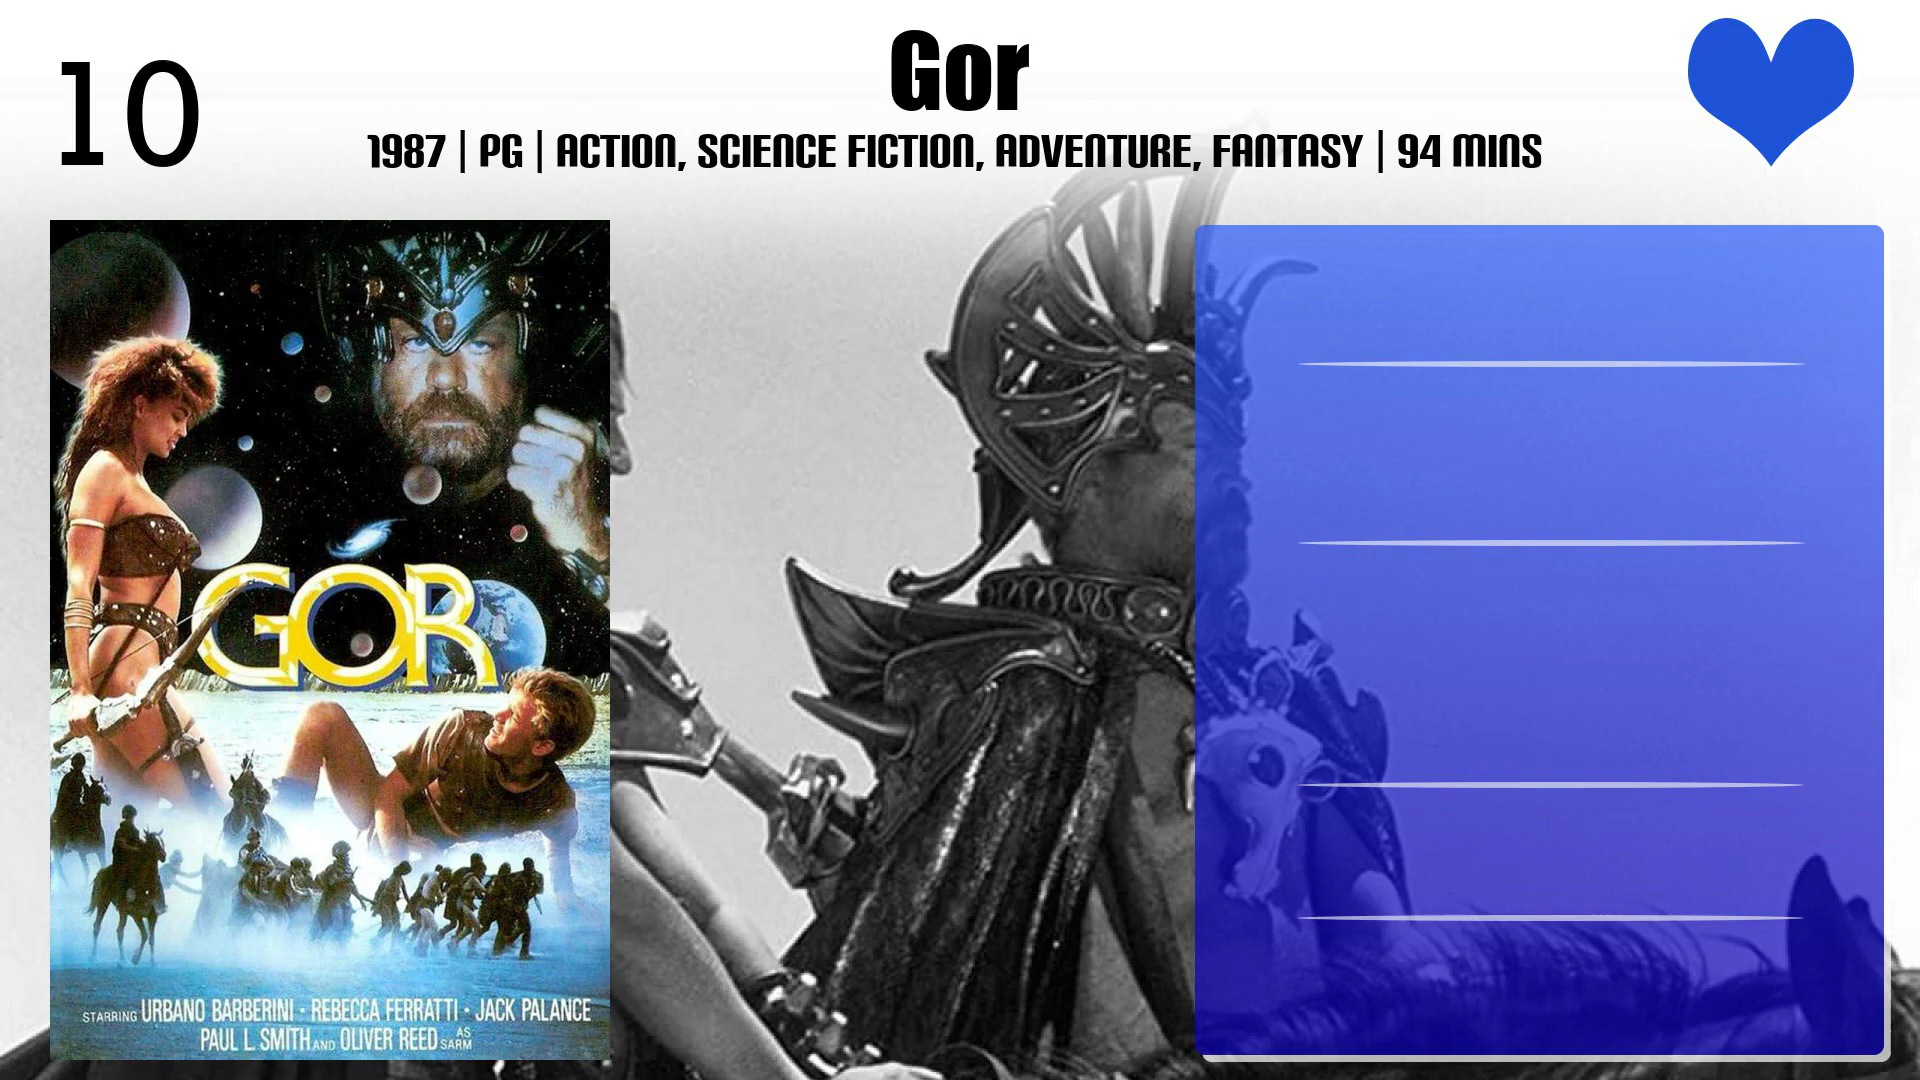 10
Gor
1987 | PG | ACTION, SCIENCE FICTION, ADVENTURE, FANTASY | 94 MINS
GOR
STARRING URBANO BARBERINI · REBECCA FERRATTI · JACK PALANCE
PAUL L. SMITH AND OLIVER REED AS SARM